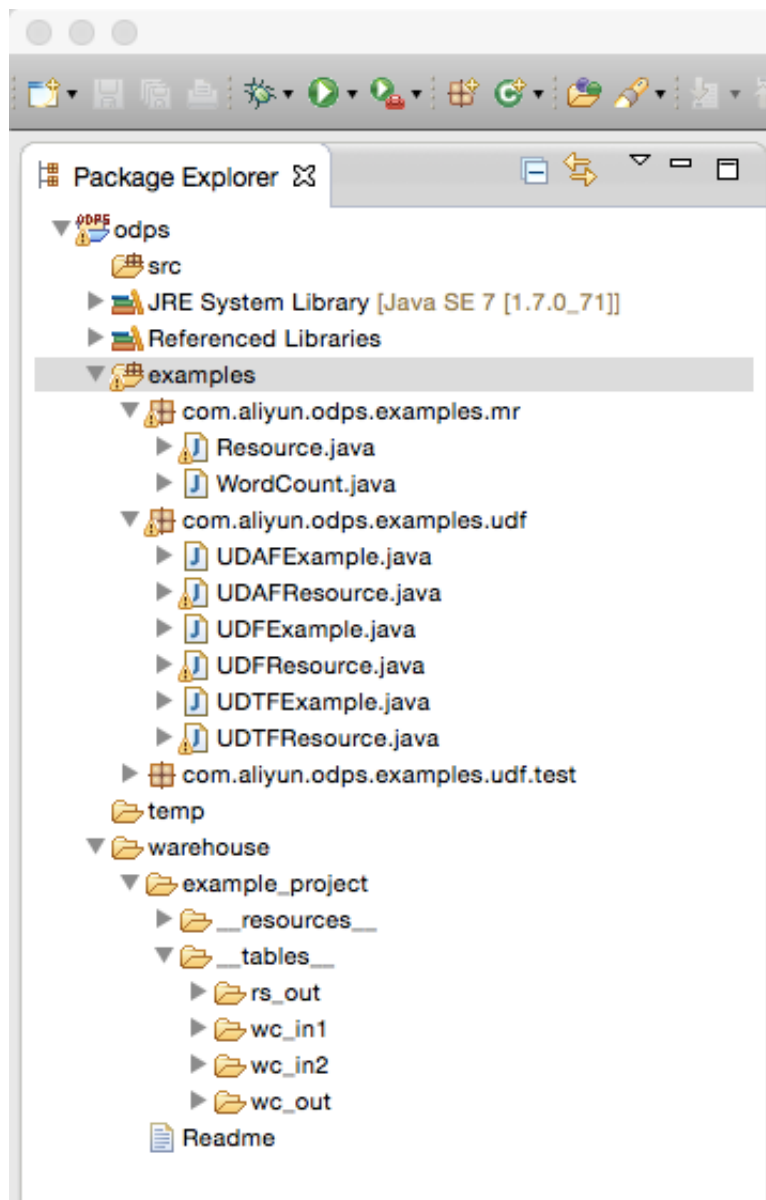 Package Explorer
ODPS
odps
src
JRE System Library [Java SE 7 [1.7.0_71]]
Referenced Libraries
examples
com.aliyun.odps.examples.mr
Resource.java
WordCount.java
com.aliyun.odps.examples.udf
UDAFExample.java
UDAFResource.java
UDFExample.java
UDFResource.java
UDTFExample.java
UDTFResource.java
com.aliyun.odps.examples.udf.test
temp
warehouse
example_project
__resources__
__tables__
rs_out
wc_in1
wc_in2
wc_out
Readme